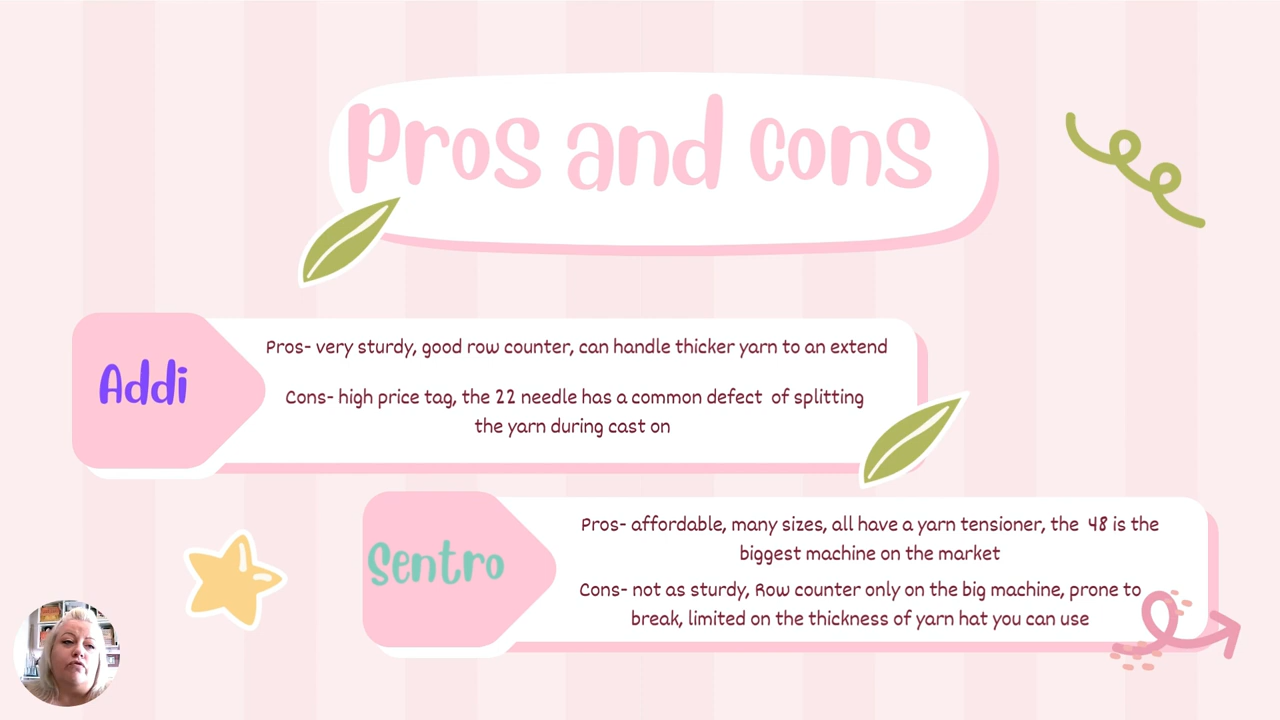 Pros and cons
Addi
Pros- very sturdy, good row counter, can handle thicker yarn to an extend
Cons- high price tag, the 22 needle has a common defect of splitting
the yarn during cast on
Sentro
Pros- affordable, many sizes, all have a yarn tensioner, the 48 is the
biggest machine on the market
Cons- not as sturdy, Row counter only on the big machine, prone to
break, limited on the thickness of yarn hat you can use